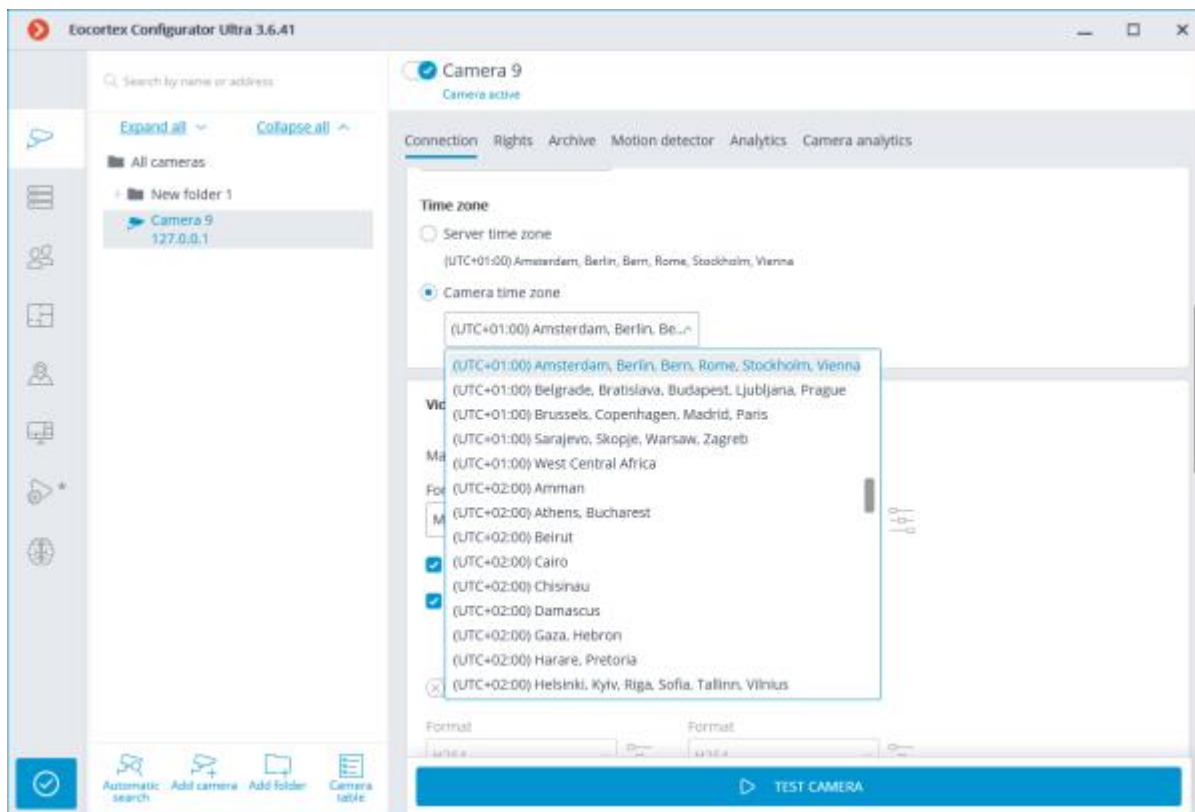 Eocortex Configurator Ultra 3.6.41
Search by name or address
Expand all
Collapse all
All cameras
New folder 1
Camera 9
127.0.0.1
Automatic search
Add camera
Add folder
Camera table
Camera 9
Camera active
Connection Rights Archive Motion detector Analytics Camera analytics
Time zone
Server time zone
(UTC+01:00) Amsterdam, Berlin, Bern, Rome, Stockholm, Vienna
Camera time zone
(UTC+01:00) Amsterdam, Berlin, Be...
(UTC+01:00) Amsterdam, Berlin, Bern, Rome, Stockholm, Vienna
(UTC+01:00) Belgrade, Bratislava, Budapest, Ljubljana, Prague
(UTC+01:00) Brussels, Copenhagen, Madrid, Paris
(UTC+01:00) Sarajevo, Skopje, Warsaw, Zagreb
(UTC+01:00) West Central Africa
(UTC+02:00) Amman
(UTC+02:00) Athens, Bucharest
(UTC+02:00) Beirut
(UTC+02:00) Cairo
(UTC+02:00) Chisinau
(UTC+02:00) Damascus
(UTC+02:00) Gaza, Hebron
(UTC+02:00) Harare, Pretoria
(UTC+02:00) Helsinki, Kyiv, Riga, Sofia, Tallinn, Vilnius
Format Format
H264 H264
TEST CAMERA